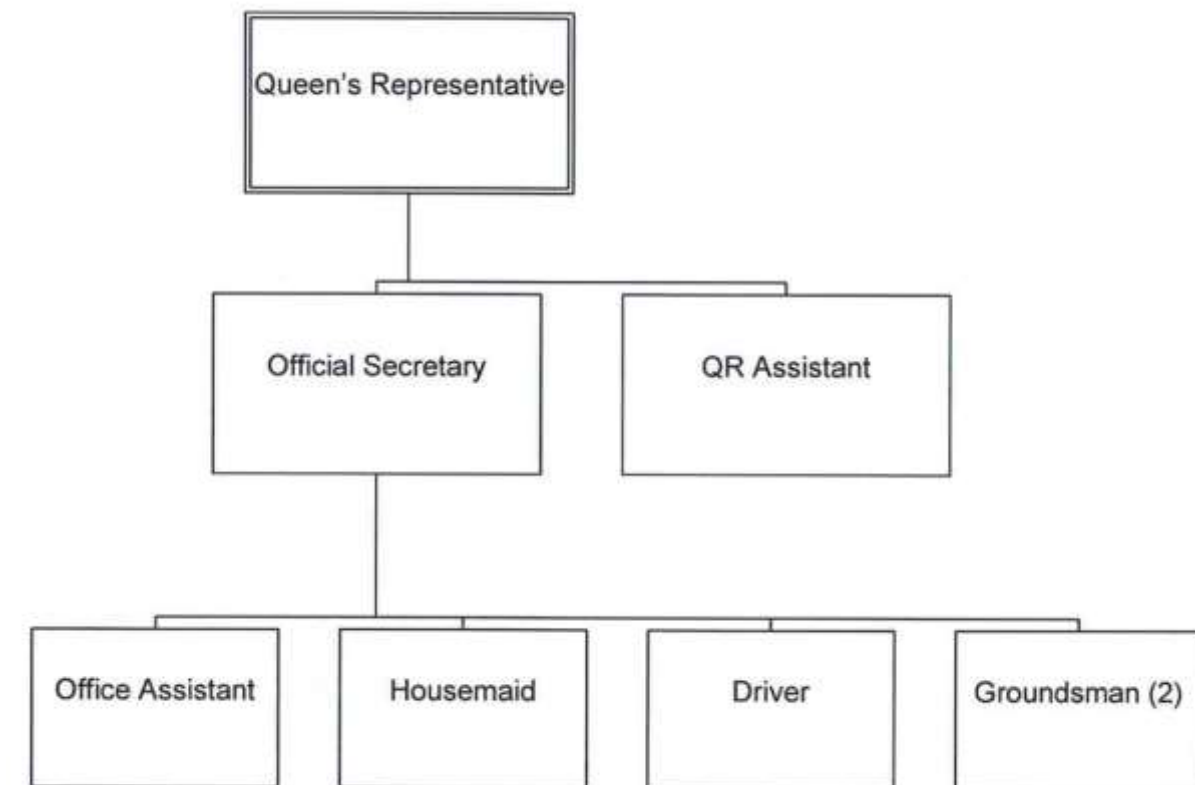 Queen's Representative
Official Secretary
QR Assistant
Office Assistant
Housemaid
Driver
Groundsman (2)